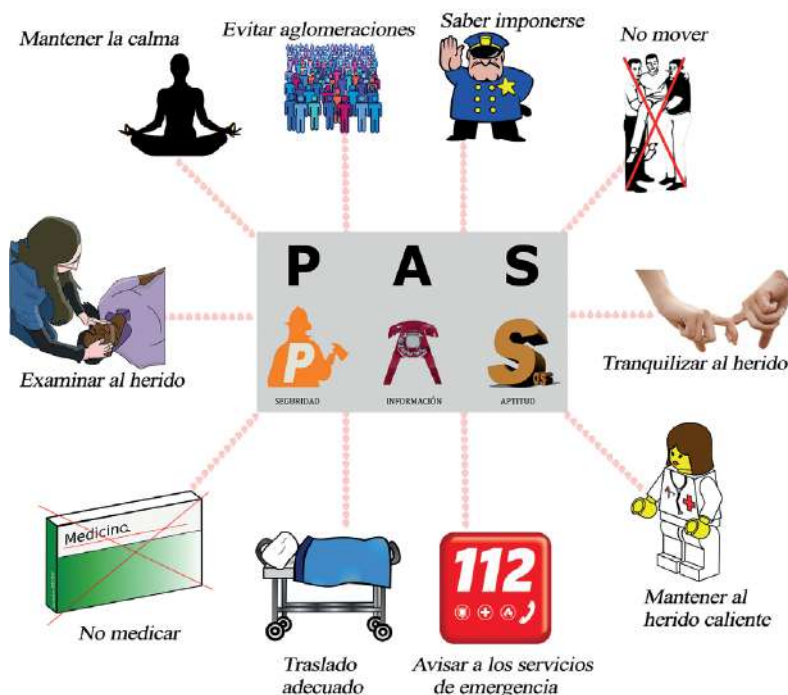 Mantener la calma
Evitar aglomeraciones
Saber imponerse
No mover
P A S
P
S
OS
SEGURIDAD
INFORMACIÓN
APTITUD
Examinar al herido
Tranquilizar al herido
Medicina
No medicar
Traslado
adecuado
112
Avisar a los servicios
de emergencia
Mantener al
herido caliente